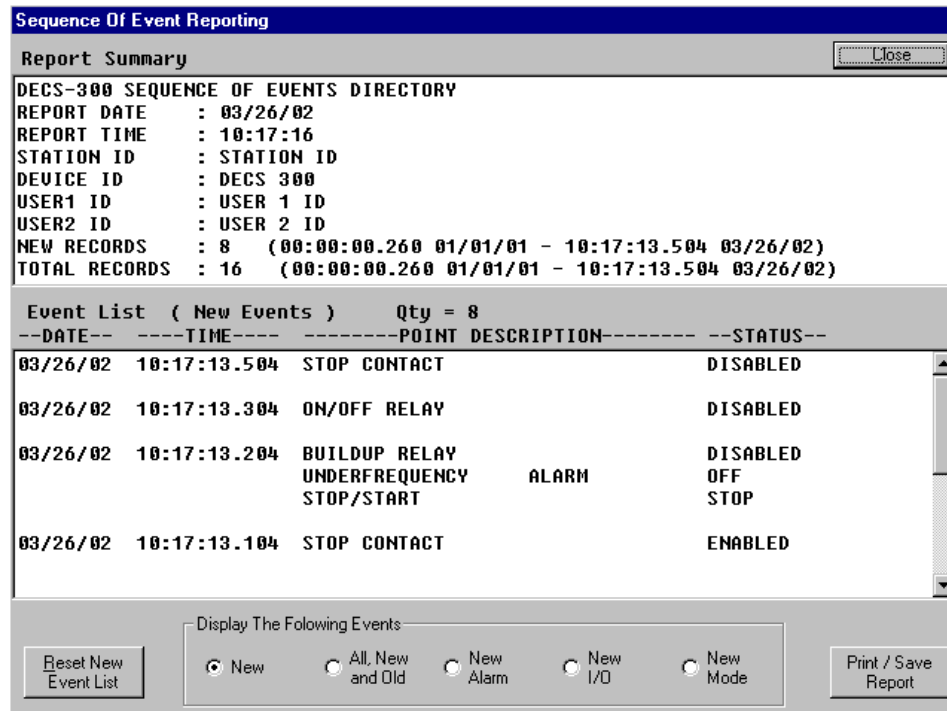 Sequence Of Event Reporting
Report Summary
Close
DECS-300 SEQUENCE OF EVENTS DIRECTORY
REPORT DATE : 03/26/02
REPORT TIME : 10:17:16
STATION ID : STATION ID
DEVICE ID : DECS 300
USER1 ID : USER 1 ID
USER2 ID : USER 2 ID
NEW RECORDS : 8 (00:00:00.260 01/01/01 - 10:17:13.504 03/26/02)
TOTAL RECORDS : 16 (00:00:00.260 01/01/01 - 10:17:13.504 03/26/02)
Event List ( New Events ) Qty = 8
--DATE-- ----TIME---- --------POINT DESCRIPTION-------- --STATUS--
03/26/02 10:17:13.504 STOP CONTACT DISABLED
03/26/02 10:17:13.304 ON/OFF RELAY DISABLED
03/26/02 10:17:13.204 BUILDUP RELAY DISABLED
UNDERFREQUENCY ALARM OFF
STOP/START STOP
03/26/02 10:17:13.104 STOP CONTACT ENABLED
Display The Folowing Events
Reset New
Event List
New
All, New
and Old
New
Alarm
New
I/O
New
Mode
Print / Save
Report